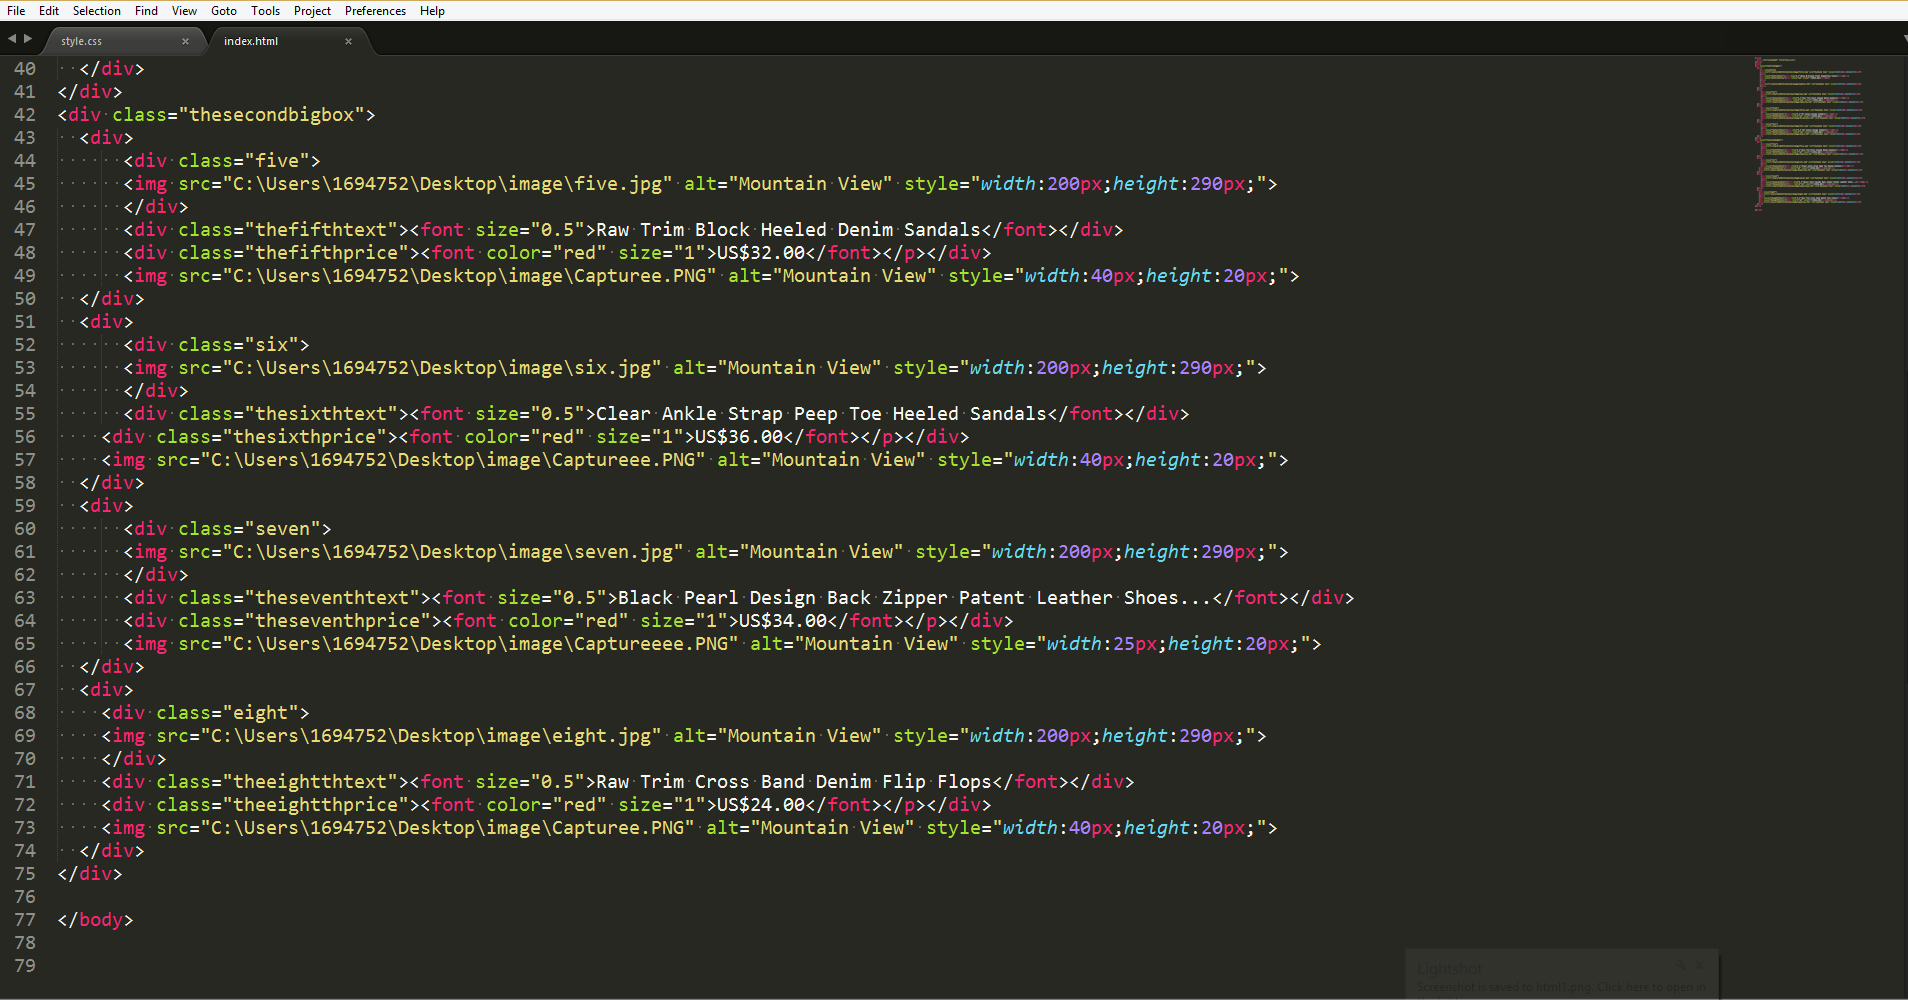 File Edit Selection Find View Goto Tools Project Preferences Help
style.css × index.html ×
40 </div>
41 </div>
42 <div class="thesecondbigbox">
43 <div>
44 <div class="five">
45 <img src="C:\Users\1694752\Desktop\image\five.jpg" alt="Mountain View" style="width:200px;height:290px;">
46 </div>
47 <div class="thefifthtext"><font size="0.5">Raw Trim Block Heeled Denim Sandals</font></div>
48 <div class="thefifthprice"><font color="red" size="1">US$32.00</font></p></div>
49 <img src="C:\Users\1694752\Desktop\image\Capturee.PNG" alt="Mountain View" style="width:40px;height:20px;">
50 </div>
51 <div>
52 <div class="six">
53 <img src="C:\Users\1694752\Desktop\image\six.jpg" alt="Mountain View" style="width:200px;height:290px;">
54 </div>
55 <div class="thesixthtext"><font size="0.5">Clear Ankle Strap Peep Toe Heeled Sandals</font></div>
56 <div class="thesixthprice"><font color="red" size="1">US$36.00</font></p></div>
57 <img src="C:\Users\1694752\Desktop\image\Captureee.PNG" alt="Mountain View" style="width:40px;height:20px;">
58 </div>
59 <div>
60 <div class="seven">
61 <img src="C:\Users\1694752\Desktop\image\seven.jpg" alt="Mountain View" style="width:200px;height:290px;">
62 </div>
63 <div class="theseventhtext"><font size="0.5">Black Pearl Design Back Zipper Patent Leather Shoes...</font></div>
64 <div class="theseventhprice"><font color="red" size="1">US$34.00</font></p></div>
65 <img src="C:\Users\1694752\Desktop\image\Captureeee.PNG" alt="Mountain View" style="width:25px;height:20px;">
66 </div>
67 <div>
68 <div class="eight">
69 <img src="C:\Users\1694752\Desktop\image\eight.jpg" alt="Mountain View" style="width:200px;height:290px;">
70 </div>
71 <div class="theeightthtext"><font size="0.5">Raw Trim Cross Band Denim Flip Flops</font></div>
72 <div class="theeightthprice"><font color="red" size="1">US$24.00</font></p></div>
73 <img src="C:\Users\1694752\Desktop\image\Capturee.PNG" alt="Mountain View" style="width:40px;height:20px;">
74 </div>
75 </div>
76
77 </body>
78
79
Lightshot
Screenshot is saved to html1.png. Click here to open in